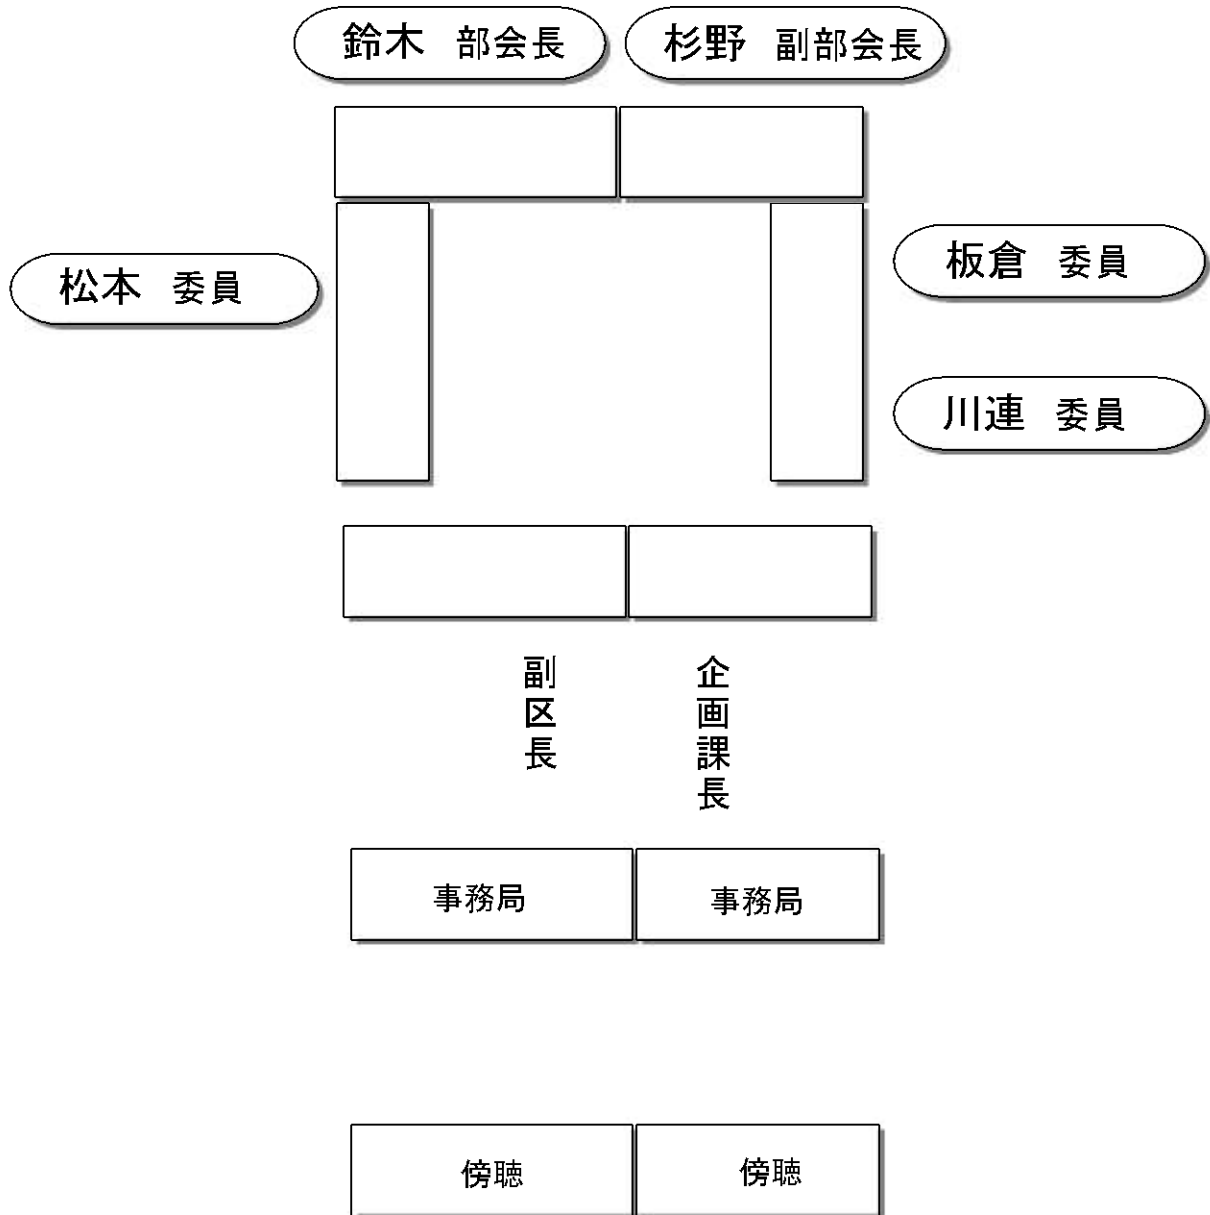 鈴木 部会長
杉野 副部会長
松本 委員
板倉 委員
川連 委員
副区長
企画課長
事務局
事務局
傍聴
傍聴